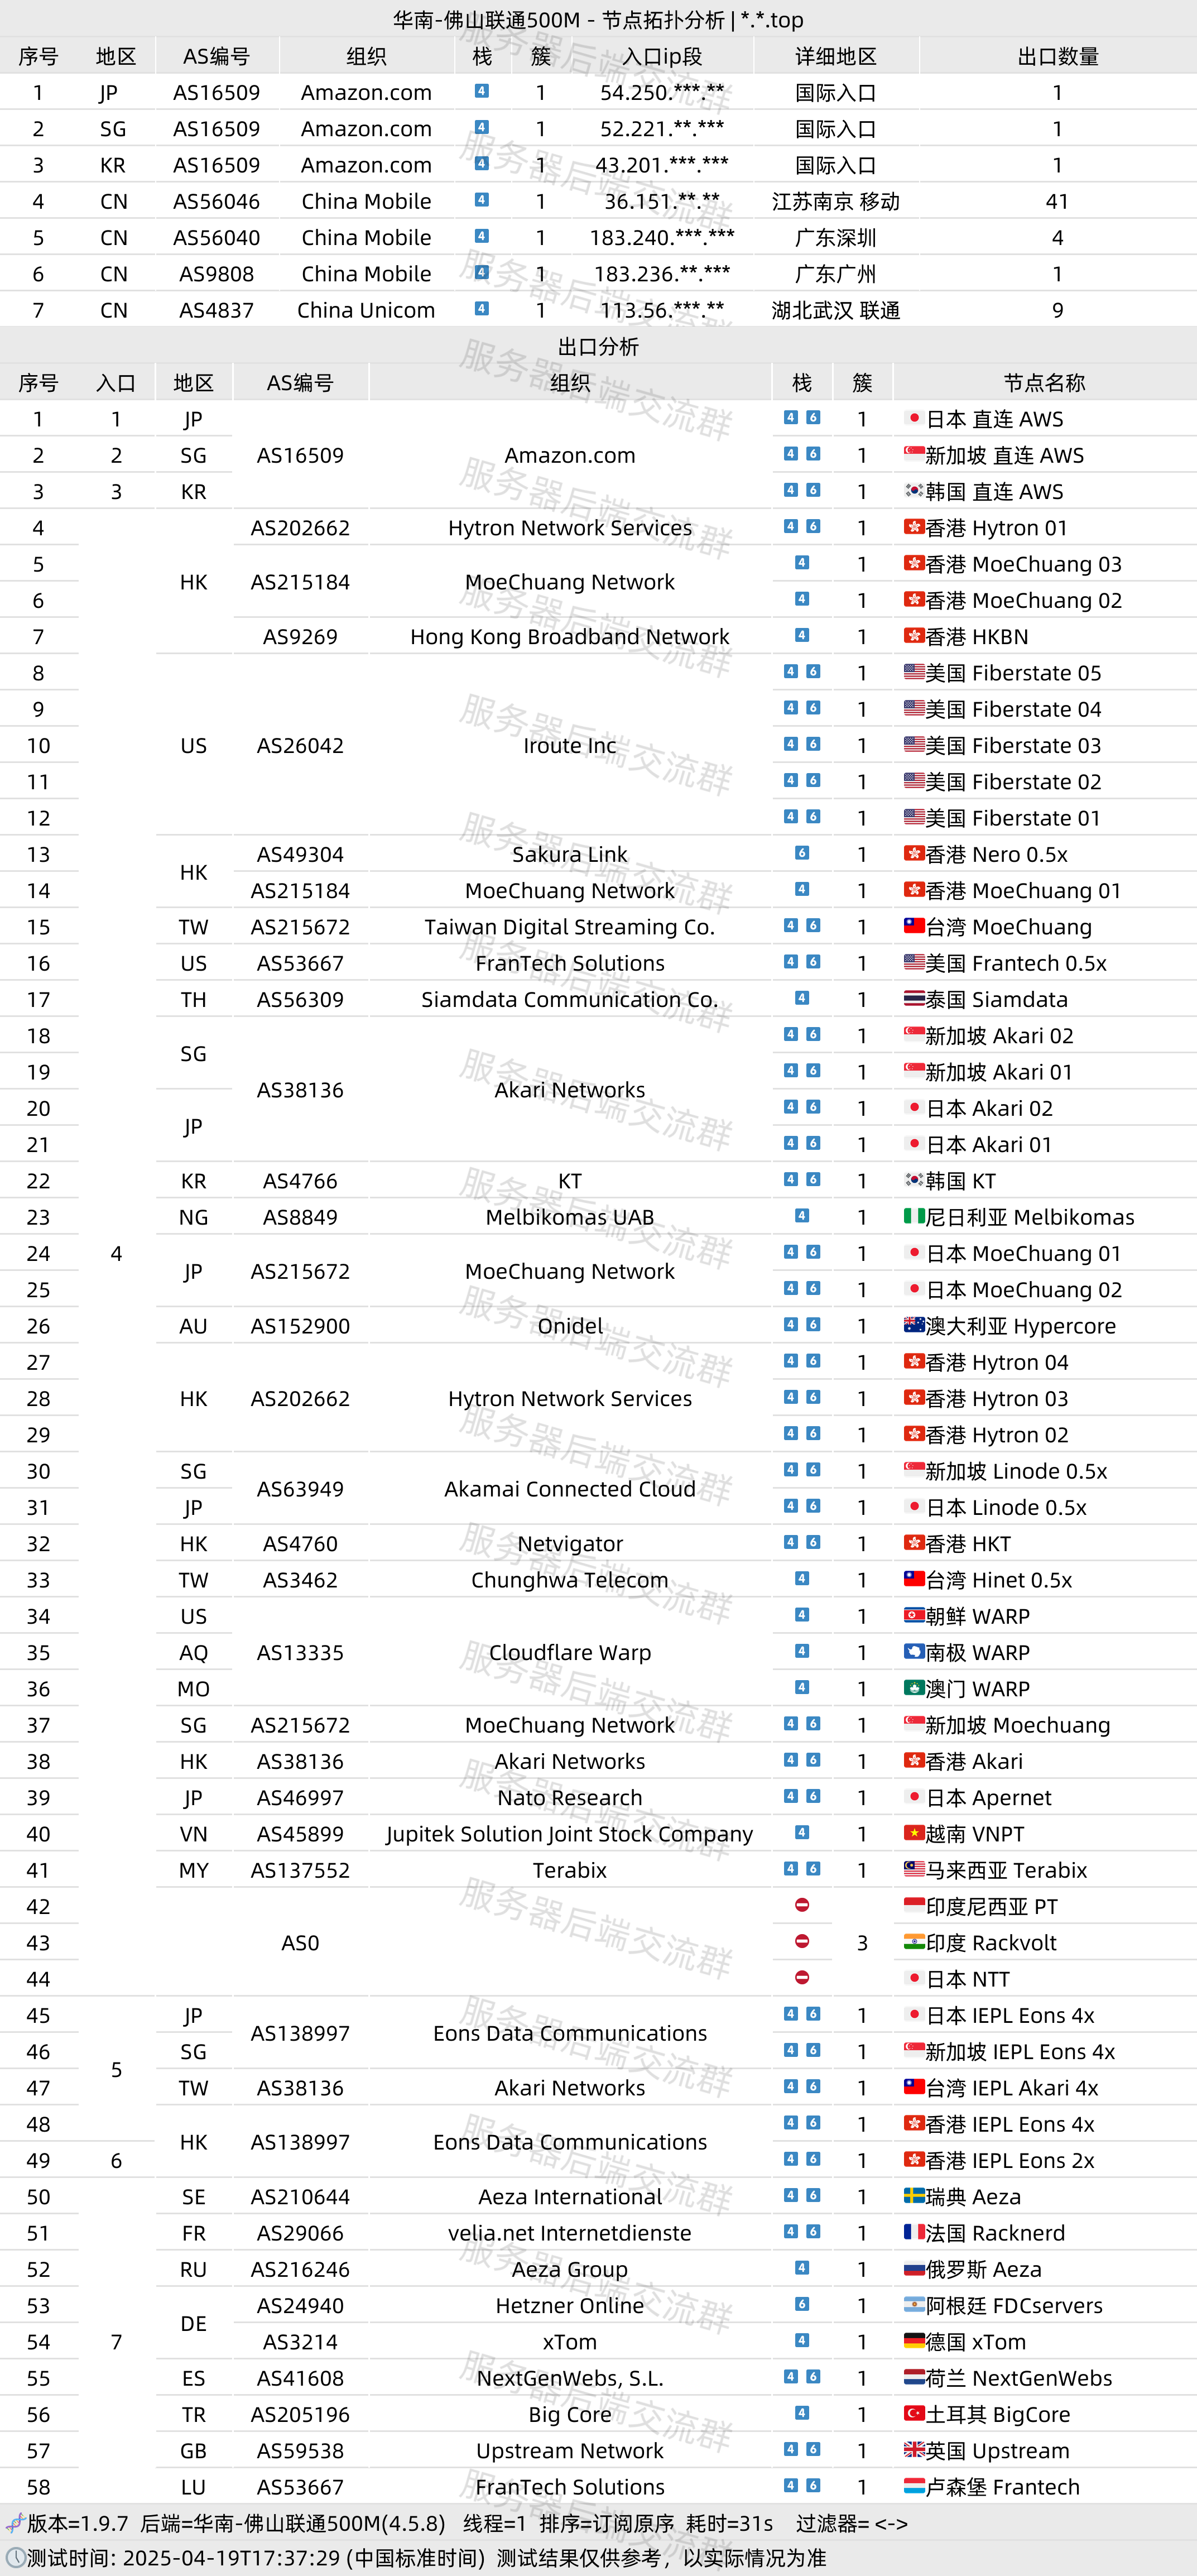 华南-佛山联通500M - 节点拓扑分析 | *.*.top
序号 地区 AS编号 组织 栈 簇 入口ip段 详细地区 出口数量
1 JP AS16509 Amazon.com 4 1 54.250.***.** 国际入口 1
2 SG AS16509 Amazon.com 4 1 52.221.**.*** 国际入口 1
3 KR AS16509 Amazon.com 4 1 43.201.***.*** 国际入口 1
4 CN AS56046 China Mobile 4 1 36.151.**.** 江苏南京 移动 41
5 CN AS56040 China Mobile 4 1 183.240.***.*** 广东深圳 4
6 CN AS9808 China Mobile 4 1 183.236.**.*** 广东广州 1
7 CN AS4837 China Unicom 4 1 113.56.***.** 湖北武汉 联通 9
出口分析
序号 入口 地区 AS编号 组织 栈 簇 节点名称
1 1 JP 4 6 1 日本 直连 AWS
2 2 SG AS16509 Amazon.com 4 6 1 新加坡 直连 AWS
3 3 KR 4 6 1 韩国 直连 AWS
4 AS202662 Hytron Network Services 4 6 1 香港 Hytron 01
5 4 1 香港 MoeChuang 03
HK AS215184 MoeChuang Network
6 4 1 香港 MoeChuang 02
7 AS9269 Hong Kong Broadband Network 4 1 香港 HKBN
8 4 6 1 美国 Fiberstate 05
9 4 6 1 美国 Fiberstate 04
10 US AS26042 Iroute Inc 4 6 1 美国 Fiberstate 03
11 4 6 1 美国 Fiberstate 02
12 4 6 1 美国 Fiberstate 01
13 AS49304 Sakura Link 6 1 香港 Nero 0.5x
HK
14 AS215184 MoeChuang Network 4 1 香港 MoeChuang 01
15 TW AS215672 Taiwan Digital Streaming Co. 4 6 1 台湾 MoeChuang
16 US AS53667 FranTech Solutions 4 6 1 美国 Frantech 0.5x
17 TH AS56309 Siamdata Communication Co. 4 1 泰国 Siamdata
18 4 6 1 新加坡 Akari 02
SG
19 4 6 1 新加坡 Akari 01
AS38136 Akari Networks
20 4 6 1 日本 Akari 02
JP
21 4 6 1 日本 Akari 01
22 KR AS4766 KT 4 6 1 韩国 KT
23 NG AS8849 Melbikomas UAB 4 1 尼日利亚 Melbikomas
24 4 4 6 1 日本 MoeChuang 01
JP AS215672 MoeChuang Network
25 4 6 1 日本 MoeChuang 02
26 AU AS152900 Onidel 4 6 1 澳大利亚 Hypercore
27 4 6 1 香港 Hytron 04
28 HK AS202662 Hytron Network Services 4 6 1 香港 Hytron 03
29 4 6 1 香港 Hytron 02
30 SG 4 6 1 新加坡 Linode 0.5x
AS63949 Akamai Connected Cloud
31 JP 4 6 1 日本 Linode 0.5x
32 HK AS4760 Netvigator 4 6 1 香港 HKT
33 TW AS3462 Chunghwa Telecom 4 1 台湾 Hinet 0.5x
34 US 4 1 朝鲜 WARP
35 AQ AS13335 Cloudflare Warp 4 1 南极 WARP
36 MO 4 1 澳门 WARP
37 SG AS215672 MoeChuang Network 4 6 1 新加坡 Moechuang
38 HK AS38136 Akari Networks 4 6 1 香港 Akari
39 JP AS46997 Nato Research 4 6 1 日本 Apernet
40 VN AS45899 Jupitek Solution Joint Stock Company 4 1 越南 VNPT
41 MY AS137552 Terabix 4 6 1 马来西亚 Terabix
42 印度尼西亚 PT
43 AS0 3 印度 Rackvolt
44 日本 NTT
45 JP 4 6 1 日本 IEPL Eons 4x
AS138997 Eons Data Communications
46 SG 4 6 1 新加坡 IEPL Eons 4x
5
47 TW AS38136 Akari Networks 4 6 1 台湾 IEPL Akari 4x
48 4 6 1 香港 IEPL Eons 4x
HK AS138997 Eons Data Communications
49 6 4 6 1 香港 IEPL Eons 2x
50 SE AS210644 Aeza International 4 6 1 瑞典 Aeza
51 FR AS29066 velia.net Internetdienste 4 6 1 法国 Racknerd
52 RU AS216246 Aeza Group 4 1 俄罗斯 Aeza
53 AS24940 Hetzner Online 6 1 阿根廷 FDCservers
DE
54 7 AS3214 xTom 4 1 德国 xTom
55 ES AS41608 NextGenWebs, S.L. 4 6 1 荷兰 NextGenWebs
56 TR AS205196 Big Core 4 1 土耳其 BigCore
57 GB AS59538 Upstream Network 4 6 1 英国 Upstream
58 LU AS53667 FranTech Solutions 4 6 1 卢森堡 Frantech
版本=1.9.7 后端=华南-佛山联通500M(4.5.8) 线程=1 排序=订阅原序 耗时=31s 过滤器= <->
测试时间: 2025-04-19T17:37:29 (中国标准时间) 测试结果仅供参考，以实际情况为准
服务器后端交流群